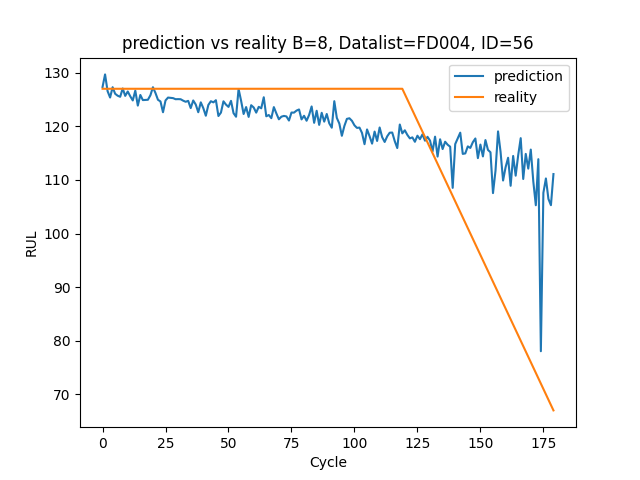 prediction vs reality B=8, Datalist=FD004, ID=56
prediction
reality
RUL
130
120
110
100
90
80
70
0 25 50 75 100 125 150 175
Cycle